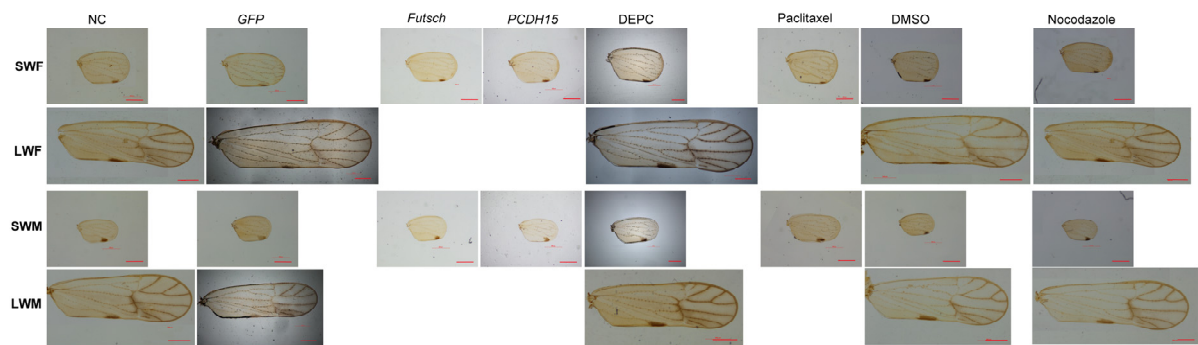 NC GFP Futsch PCDH15 DEPC Paclitaxel DMSO Nocodazole
SWF
LWF
SWM
LWM